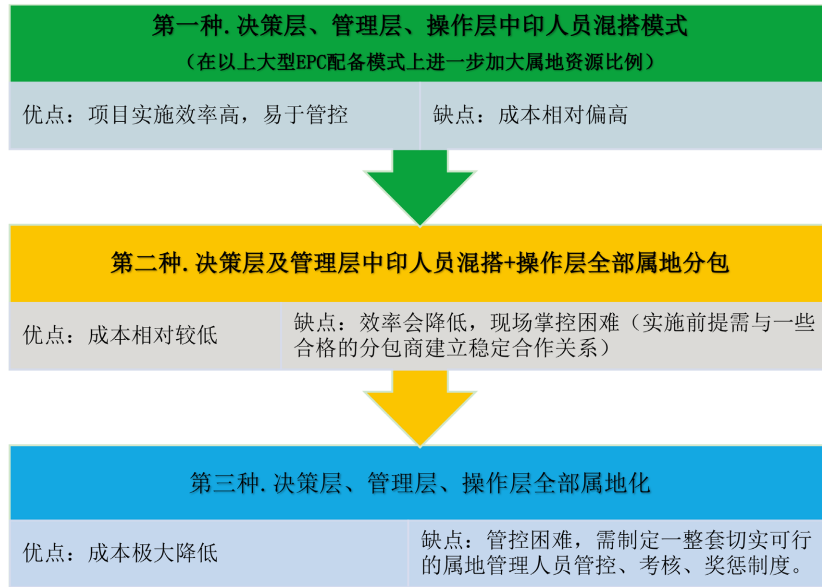 第一种.决策层、管理层、操作层中印人员混搭模式
（在以上大型EPC配备模式上进一步加大属地资源比例）
优点：项目实施效率高，易于管控
缺点：成本相对偏高
第二种.决策层及管理层中印人员混搭+操作层全部属地分包
优点：成本相对较低
缺点：效率会降低，现场掌控困难（实施前提需与一些
合格的分包商建立稳定合作关系）
第三种.决策层、管理层、操作层全部属地化
优点：成本极大降低
缺点：管控困难，需制定一整套切实可行
的属地管理人员管控、考核、奖惩制度。